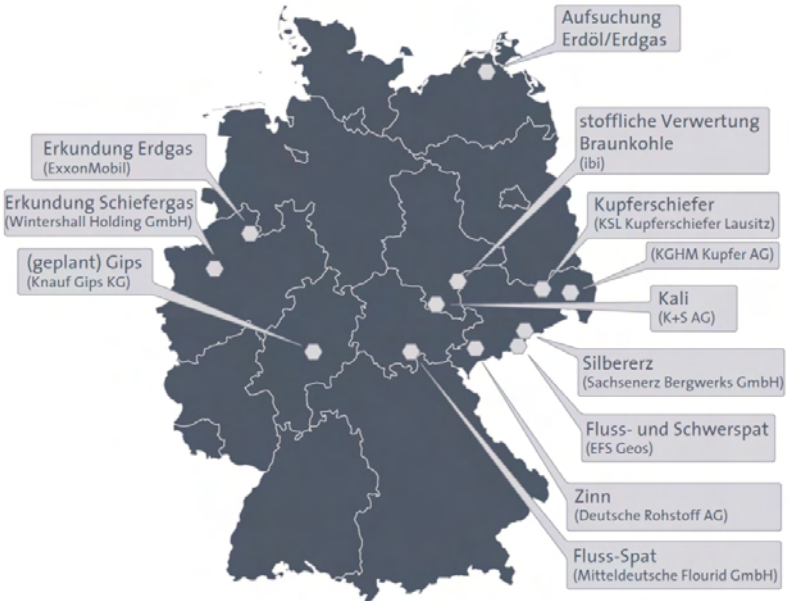 Aufsuchung
Erdöl/Erdgas
stoffliche Verwertung
Braunkohle
(ibi)
Erkundung Erdgas
(ExxonMobil)
Erkundung Schiefergas
(Wintershall Holding GmbH)
(geplant) Gips
(Knauf Gips KG)
Kupferschiefer
(KSL Kupferschiefer Lausitz)
(KGHM Kupfer AG)
Kali
(K+S AG)
Silbererz
(Sachsenerz Bergwerks GmbH)
Fluss- und Schwerspat
(EFS Geos)
Zinn
(Deutsche Rohstoff AG)
Fluss-Spat
(Mitteldeutsche Flourid GmbH)